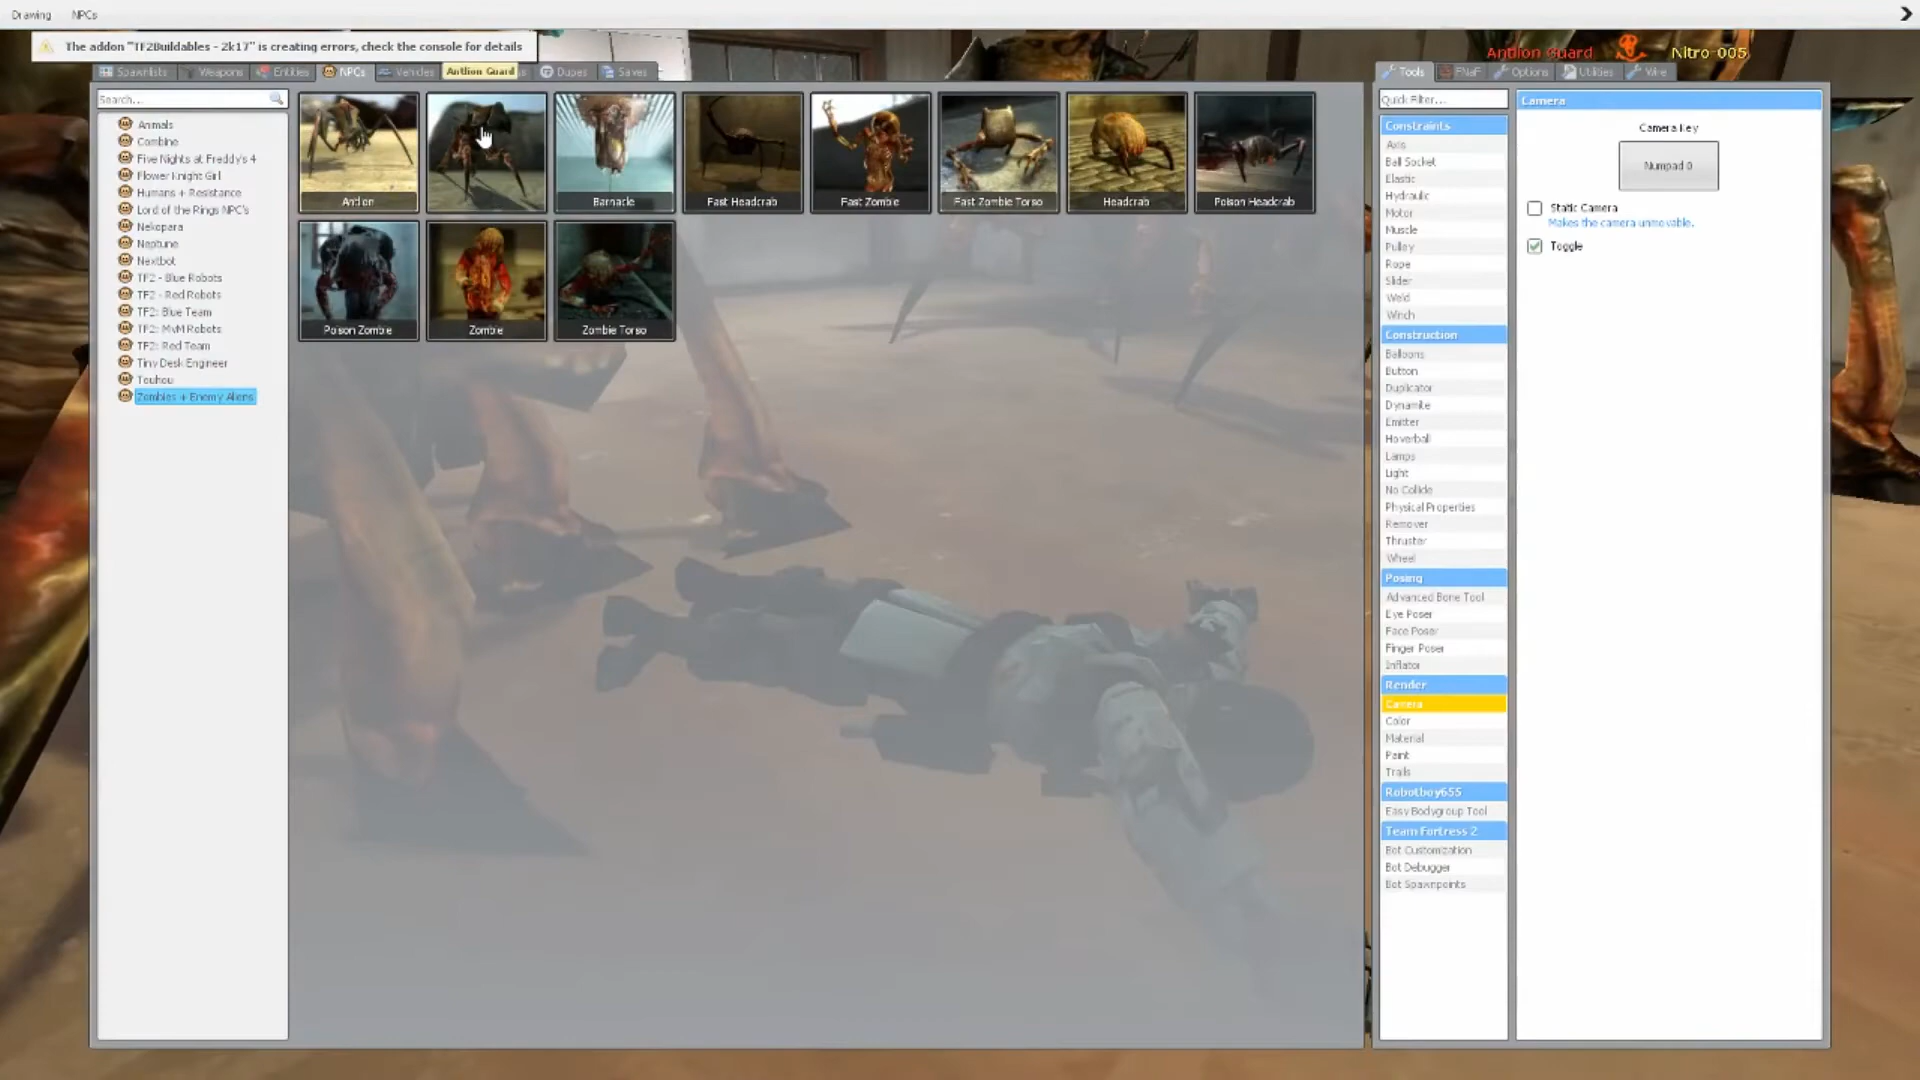 Drawing NPCs
The addon "TF2Buildables - 2k17" is creating errors, check the console for details
Antlion Guard Nitro-005
Spawnlists Weapons Entities NPCs Vehicles Antlion Guard Dupes Saves
Tools FNaF Options Utilities Wire
Search...
Animals
Combine
Five Nights at Freddy's 4
Flower Knight Girl
Humans + Resistance
Lord of the Rings NPC's
Nekopara
Neptune
Nextbot
TF2 - Blue Robots
TF2 - Red Robots
TF2: Blue Team
TF2: MvM Robots
TF2: Red Team
Tiny Desk Engineer
Touhou
Zombies + Enemy Aliens
Antlion Barnacle Fast Headcrab Fast Zombie Fast Zombie Torso Headcrab Poison Headcrab
Poison Zombie Zombie Zombie Torso
Quick Filter...
Constraints
Axis
Ball Socket
Elastic
Hydraulic
Motor
Muscle
Pulley
Rope
Slider
Weld
Winch
Construction
Balloons
Button
Duplicator
Dynamite
Emitter
Hoverball
Lamps
Light
No Collide
Physical Properties
Remover
Thruster
Wheel
Posing
Advanced Bone Tool
Eye Poser
Face Poser
Finger Poser
Inflator
Render
Camera
Color
Material
Paint
Trails
Robotboy655
Easy Bodygroup Tool
Team Fortress 2
Bot Customization
Bot Debugger
Bot Spawnpoints
Camera
Camera Key
Numpad 0
Static Camera
Makes the camera unmovable.
Toggle